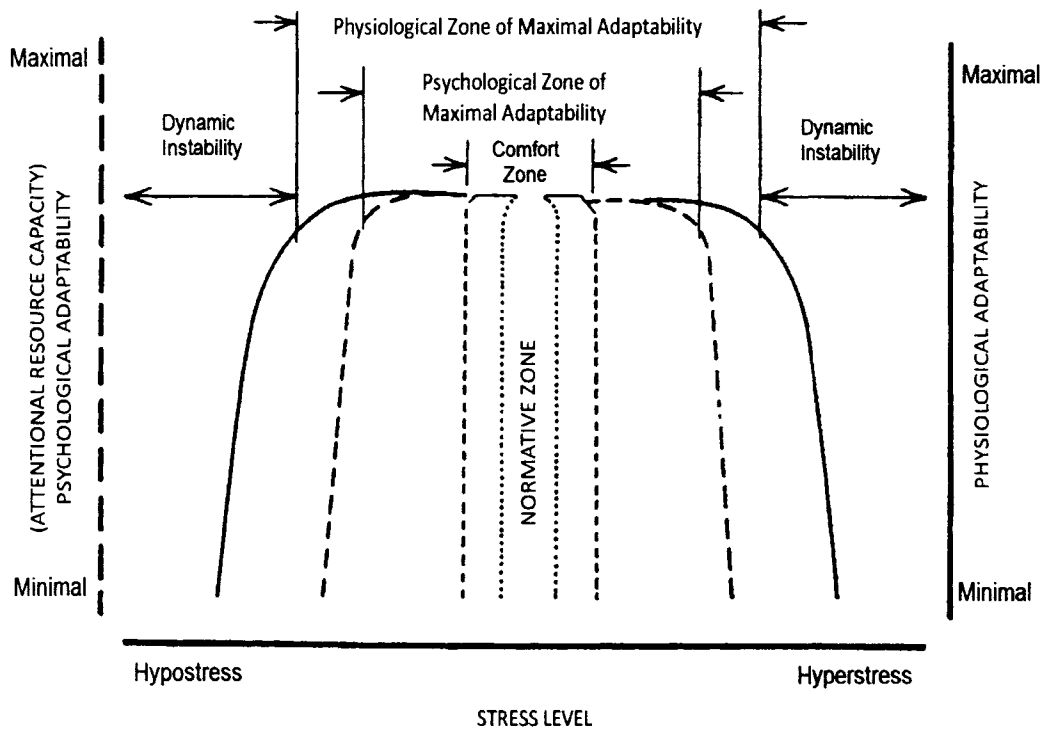 Physiological Zone of Maximal Adaptability
Maximal
Maximal
Psychological Zone of
Maximal Adaptability
Dynamic
Instability
Dynamic
Instability
Comfort
Zone
(ATTENTIONAL RESOURCE CAPACITY)
PSYCHOLOGICAL ADAPTABILITY
NORMATIVE ZONE
PHYSIOLOGICAL ADAPTABILITY
Minimal
Minimal
Hypostress
Hyperstress
STRESS LEVEL